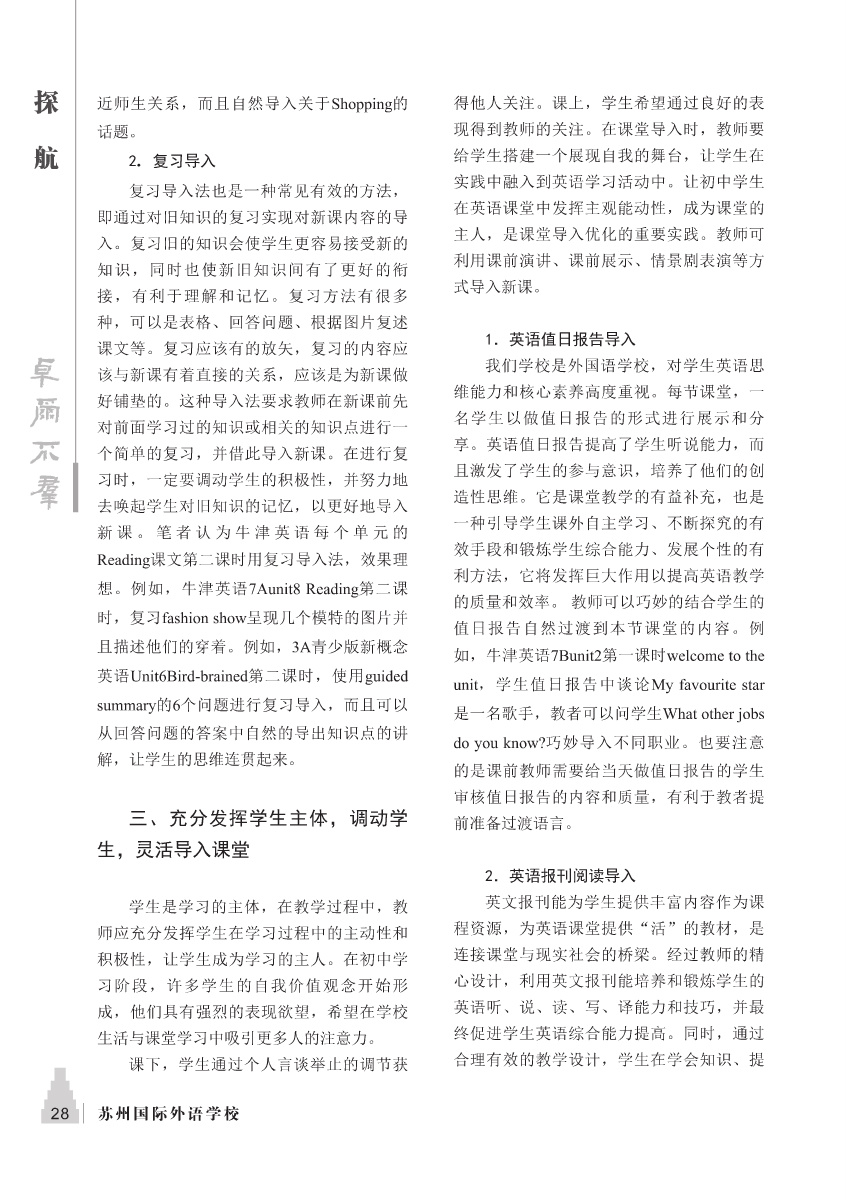 探
航
卓
尔
不
群
近师生关系，而且自然导入关于Shopping的
话题。
2．复习导入
复习导入法也是一种常见有效的方法，
即通过对旧知识的复习实现对新课内容的导
入。复习旧的知识会使学生更容易接受新的
知识，同时也使新旧知识间有了更好的衔
接，有利于理解和记忆。复习方法有很多
种，可以是表格、回答问题、根据图片复述
课文等。复习应该有的放矢，复习的内容应
该与新课有着直接的关系，应该是为新课做
好铺垫的。这种导入法要求教师在新课前先
对前面学习过的知识或相关的知识点进行一
个简单的复习，并借此导入新课。在进行复
习时，一定要调动学生的积极性，并努力地
去唤起学生对旧知识的记忆，以更好地导入
新课。笔者认为牛津英语每个单元的
Reading课文第二课时用复习导入法，效果理
想。例如，牛津英语7Aunit8 Reading第二课
时，复习fashion show呈现几个模特的图片并
且描述他们的穿着。例如，3A青少版新概念
英语Unit6Bird-brained第二课时，使用guided
summary的6个问题进行复习导入，而且可以
从回答问题的答案中自然的导出知识点的讲
解，让学生的思维连贯起来。
三、充分发挥学生主体，调动学
生，灵活导入课堂
学生是学习的主体，在教学过程中，教
师应充分发挥学生在学习过程中的主动性和
积极性，让学生成为学习的主人。在初中学
习阶段，许多学生的自我价值观念开始形
成，他们具有强烈的表现欲望，希望在学校
生活与课堂学习中吸引更多人的注意力。
课下，学生通过个人言谈举止的调节获
得他人关注。课上，学生希望通过良好的表
现得到教师的关注。在课堂导入时，教师要
给学生搭建一个展现自我的舞台，让学生在
实践中融入到英语学习活动中。让初中学生
在英语课堂中发挥主观能动性，成为课堂的
主人，是课堂导入优化的重要实践。教师可
利用课前演讲、课前展示、情景剧表演等方
式导入新课。
1．英语值日报告导入
我们学校是外国语学校，对学生英语思
维能力和核心素养高度重视。每节课堂，一
名学生以做值日报告的形式进行展示和分
享。英语值日报告提高了学生听说能力，而
且激发了学生的参与意识，培养了他们的创
造性思维。它是课堂教学的有益补充，也是
一种引导学生课外自主学习、不断探究的有
效手段和锻炼学生综合能力、发展个性的有
利方法，它将发挥巨大作用以提高英语教学
的质量和效率。 教师可以巧妙的结合学生的
值日报告自然过渡到本节课堂的内容。例
如，牛津英语7Bunit2第一课时welcome to the
unit，学生值日报告中谈论My favourite star
是一名歌手，教者可以问学生What other jobs
do you know?巧妙导入不同职业。也要注意
的是课前教师需要给当天做值日报告的学生
审核值日报告的内容和质量，有利于教者提
前准备过渡语言。
2．英语报刊阅读导入
英文报刊能为学生提供丰富内容作为课
程资源，为英语课堂提供“活”的教材，是
连接课堂与现实社会的桥梁。经过教师的精
心设计，利用英文报刊能培养和锻炼学生的
英语听、说、读、写、译能力和技巧，并最
终促进学生英语综合能力提高。同时，通过
合理有效的教学设计，学生在学会知识、提
28
苏州国际外语学校